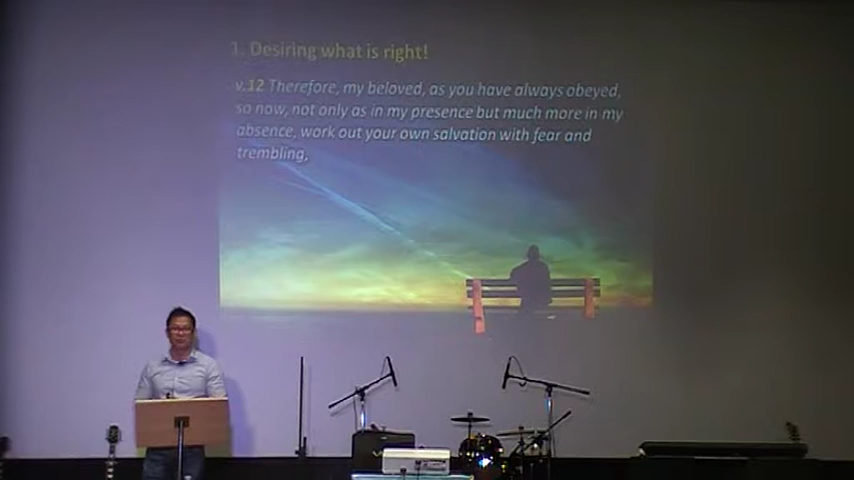 1. Desiring what is right!
v.12 Therefore, my beloved, as you have always obeyed,
so now, not only as in my presence but much more in my
absence, work out your own salvation with fear and
trembling,